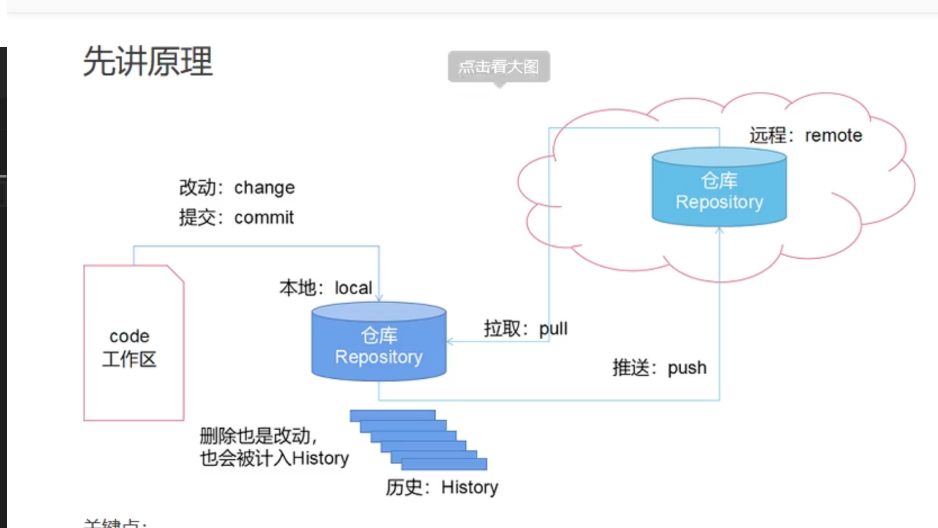 先讲原理
点击看大图
远程：remote
仓库
Repository
改动：change
提交：commit
本地：local
仓库
Repository
code
工作区
拉取：pull
推送：push
删除也是改动，
也会被计入History
历史：History
关键点：